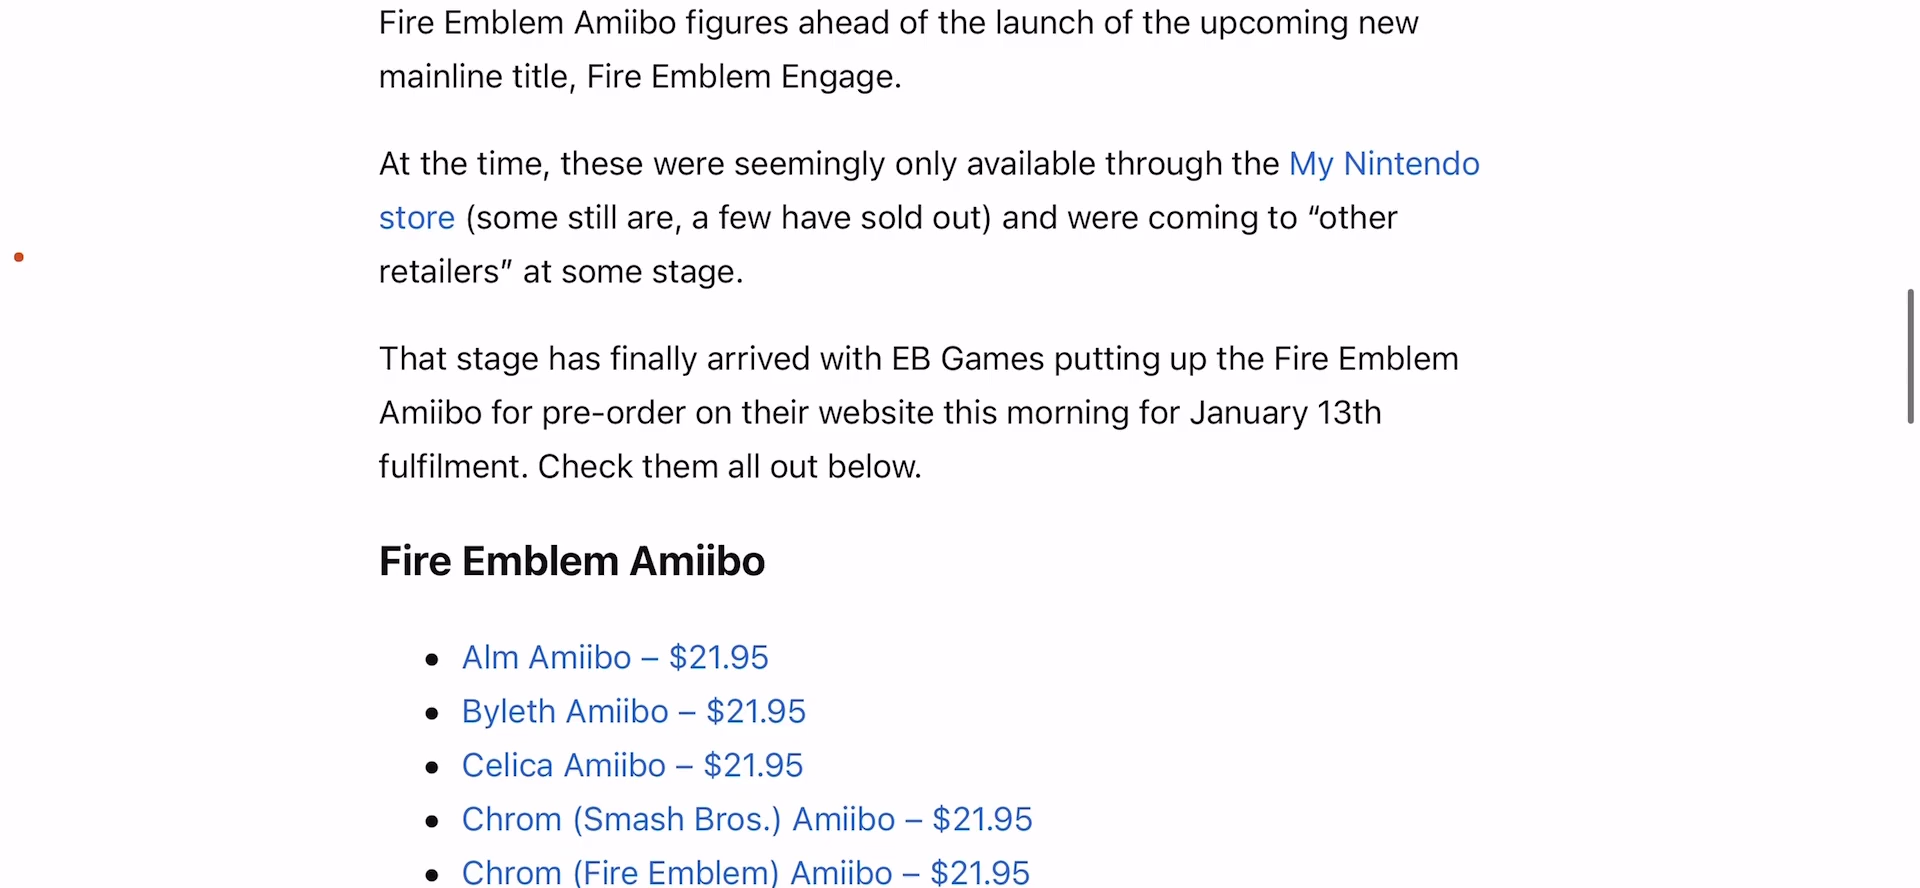 Fire Emblem Amiibo figures ahead of the launch of the upcoming new
mainline title, Fire Emblem Engage.
At the time, these were seemingly only available through the My Nintendo
store (some still are, a few have sold out) and were coming to “other
retailers” at some stage.
That stage has finally arrived with EB Games putting up the Fire Emblem
Amiibo for pre-order on their website this morning for January 13th
fulfilment. Check them all out below.
Fire Emblem Amiibo
• Alm Amiibo – $21.95
• Byleth Amiibo – $21.95
• Celica Amiibo – $21.95
• Chrom (Smash Bros.) Amiibo – $21.95
• Chrom (Fire Emblem) Amiibo – $21.95